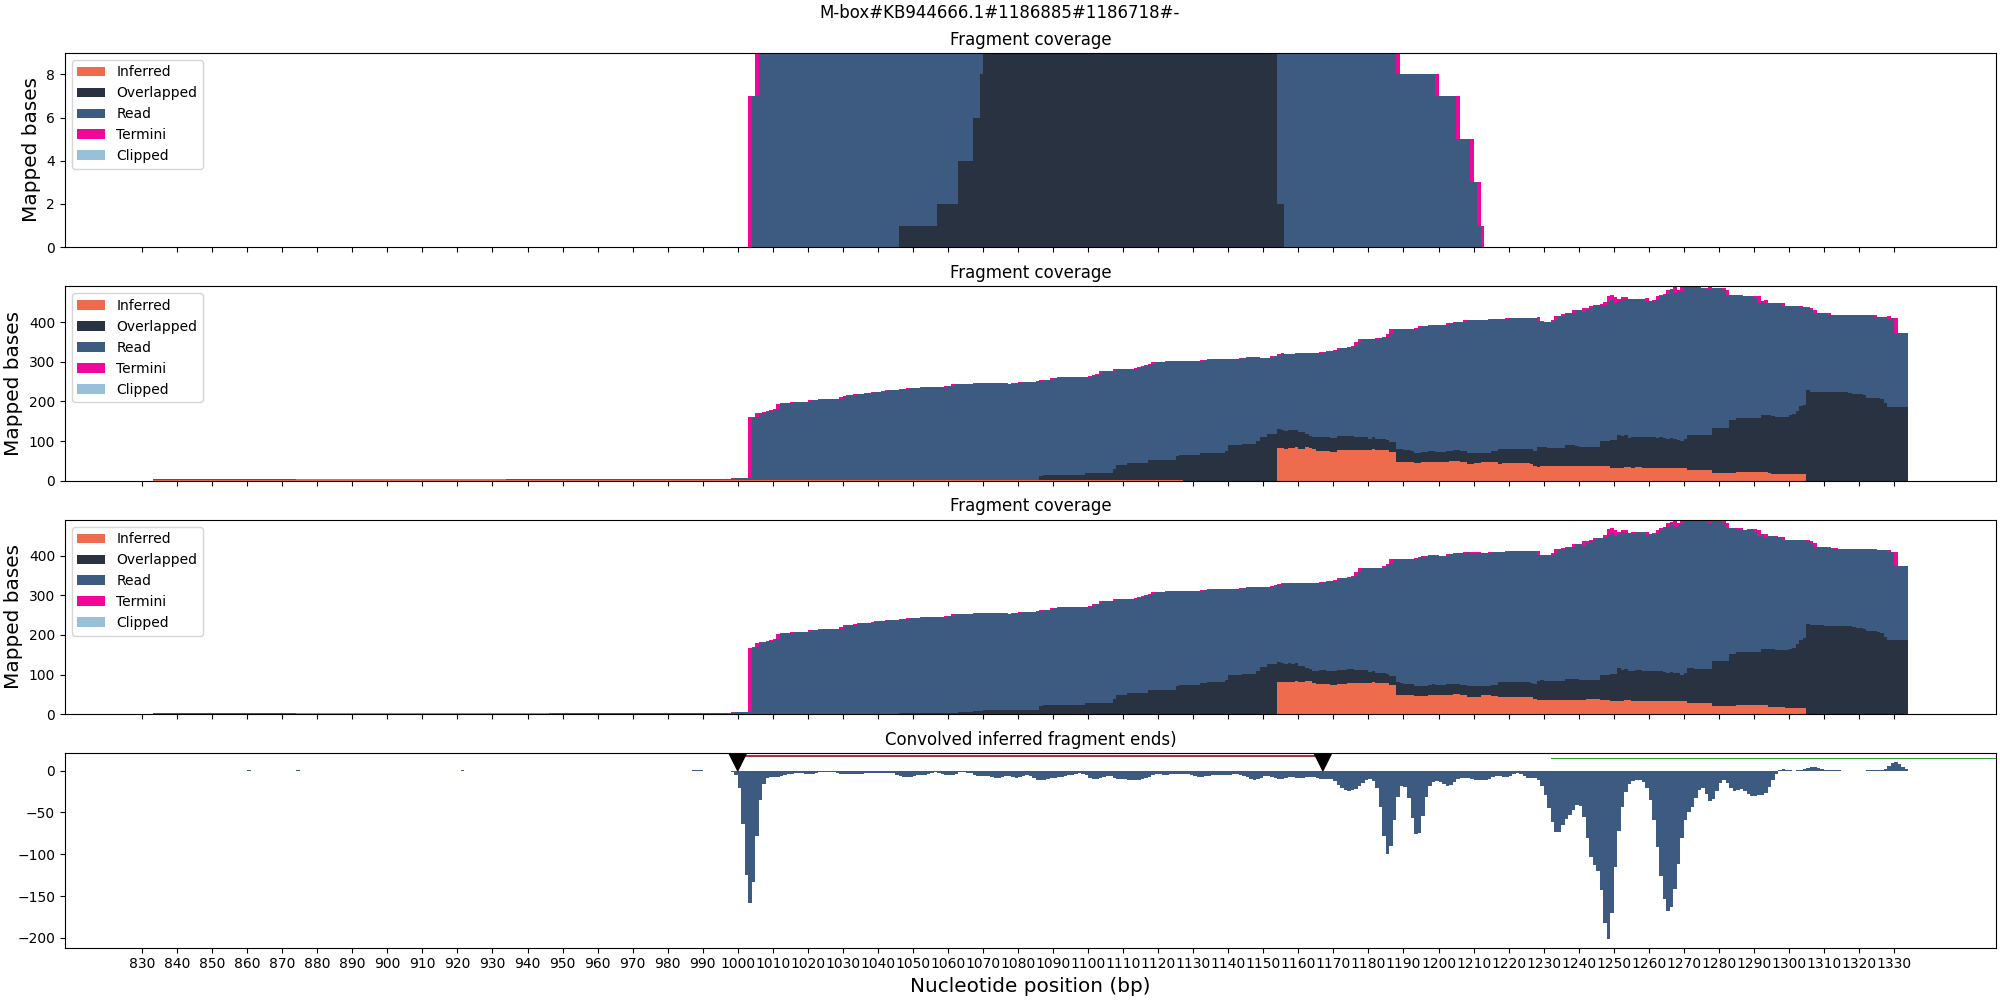 M-box#KB944666.1#1186885#1186718#-
Fragment coverage
Mapped bases
8
6
4
2
0
Inferred
Overlapped
Read
Termini
Clipped
Fragment coverage
Mapped bases
400
300
200
100
0
Inferred
Overlapped
Read
Termini
Clipped
Fragment coverage
Mapped bases
400
300
200
100
0
Inferred
Overlapped
Read
Termini
Clipped
Convolved inferred fragment ends)
0
−50
−100
−150
−200
830 840 850 860 870 880 890 900 910 920 930 940 950 960 970 980 990 1000 1010 1020 1030 1040 1050 1060 1070 1080 1090 1100 1110 1120 1130 1140 1150 1160 1170 1180 1190 1200 1210 1220 1230 1240 1250 1260 1270 1280 1290 1300 1310 1320 1330
Nucleotide position (bp)